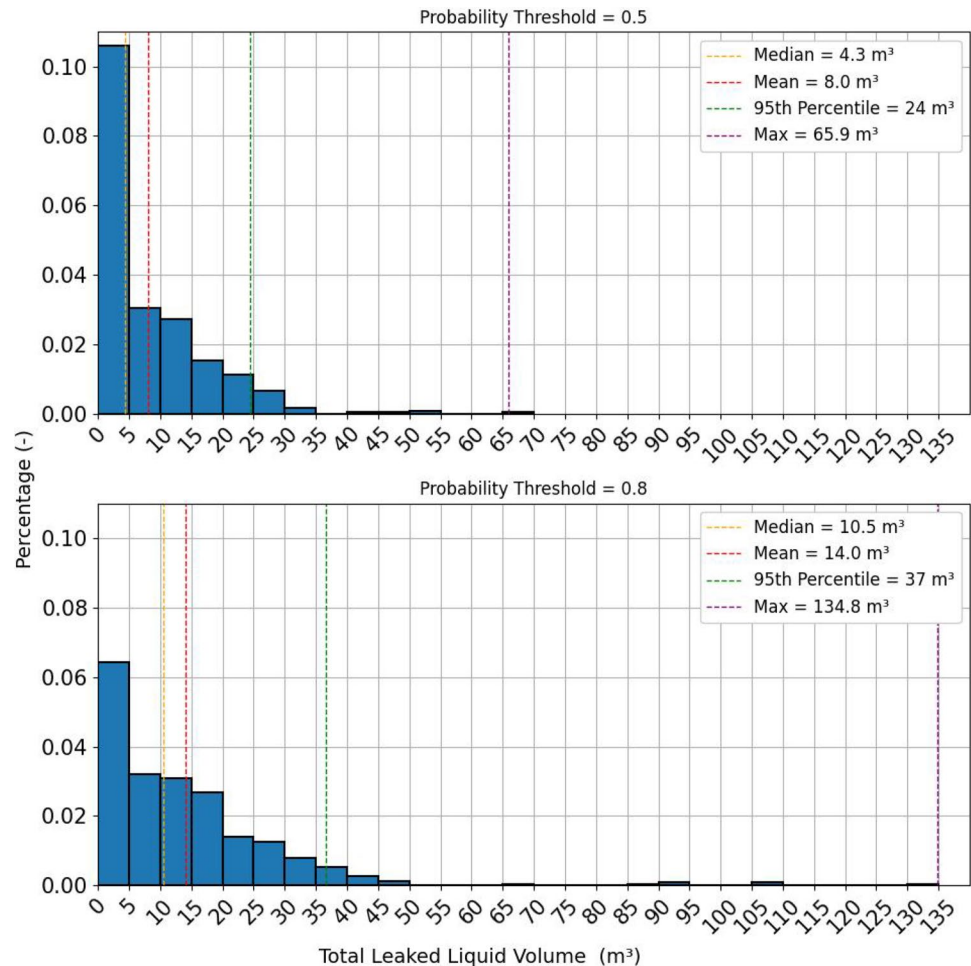 Probability Threshold = 0.5
Median = 4.3 m³
Mean = 8.0 m³
95th Percentile = 24 m³
Max = 65.9 m³
0.10
0.08
0.06
0.04
0.02
0.00
0 5 10 15 20 25 30 35 40 45 50 55 60 65 70 75 80 85 90 95 100 105 110 115 120 125 130 135
Percentage (-)
Probability Threshold = 0.8
Median = 10.5 m³
Mean = 14.0 m³
95th Percentile = 37 m³
Max = 134.8 m³
0.10
0.08
0.06
0.04
0.02
0.00
0 5 10 15 20 25 30 35 40 45 50 55 60 65 70 75 80 85 90 95 100 105 110 115 120 125 130 135
Total Leaked Liquid Volume (m³)